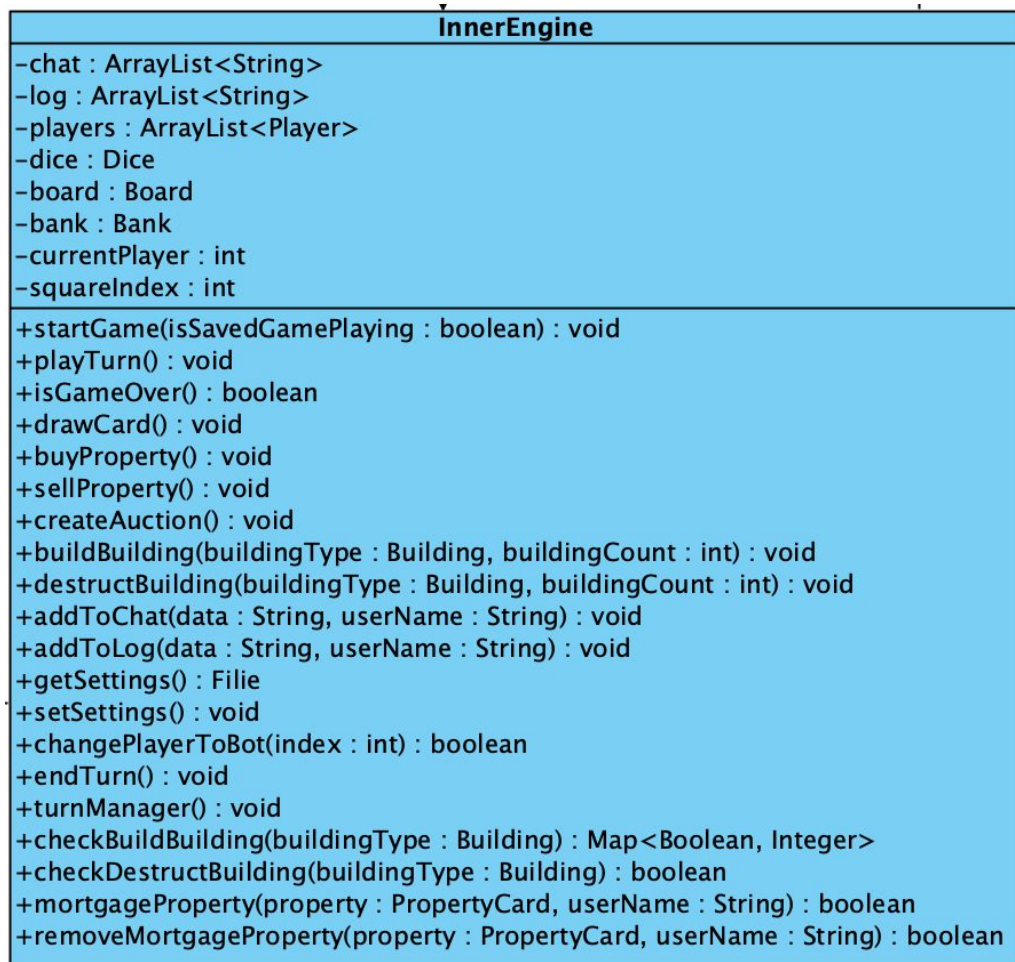 InnerEngine
-chat : ArrayList<String>
-log : ArrayList<String>
-players : ArrayList<Player>
-dice : Dice
-board : Board
-bank : Bank
-currentPlayer : int
-squareIndex : int
+startGame(isSavedGamePlaying : boolean) : void
+playTurn() : void
+isGameOver() : boolean
+drawCard() : void
+buyProperty() : void
+sellProperty() : void
+createAuction() : void
+buildBuilding(buildingType : Building, buildingCount : int) : void
+destructBuilding(buildingType : Building, buildingCount : int) : void
+addToChat(data : String, userName : String) : void
+addToLog(data : String, userName : String) : void
+getSettings() : Filie
+setSettings() : void
+changePlayerToBot(index : int) : boolean
+endTurn() : void
+turnManager() : void
+checkBuildBuilding(buildingType : Building) : Map<Boolean, Integer>
+checkDestructBuilding(buildingType : Building) : boolean
+mortgageProperty(property : PropertyCard, userName : String) : boolean
+removeMortgageProperty(property : PropertyCard, userName : String) : boolean